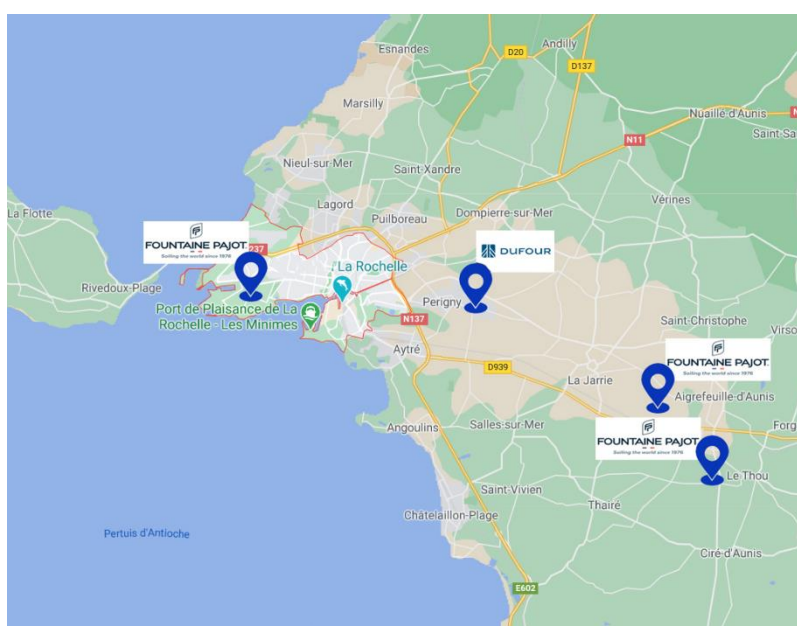 Esnandes
D20
Andilly
D137
Marsilly
Nuaillé-d'Aunis
N
N11
Saint-Sa
Nieul-sur-Mer
Saint-Xandre
Vérines
Lagord
Puilboreau
Dompierre-sur-Mer
La Flotte
FOUNTAINE PAJOT
Sailing the world since 1976
237
DUFOUR
La Rochelle
Rivedoux-Plage
Perigny
Port de Plaisance de La
Rochelle - Les Minimes
N137
Saint-Christophe
Virso
Aytré
FOUNTAINE PAJOT
Sailing the world since 1976
D939
La Jarrie
Aigrefeuille-d'Aunis
Angoulins
Salles-sur-Mer
Forg
FOUNTAINE PAJOT
Sailing the world since 1976
Le Thou
Saint-Vivien
Thairé
Châtelaillon-Plage
Pertuis d'Antioche
Ciré-d'Aunis
E602